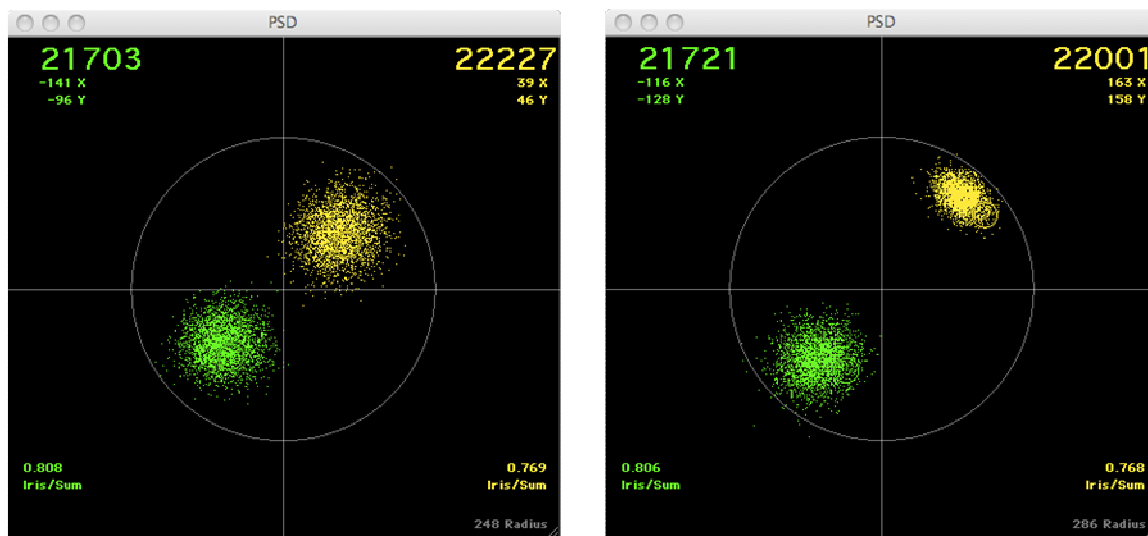 PSD
21703 22227
-141 X 39 X
-96 Y 46 Y
0.808 0.769
Iris/Sum Iris/Sum
248 Radius
PSD
21721 22001
-116 X 163 X
-128 Y 158 Y
0.806 0.768
Iris/Sum Iris/Sum
286 Radius